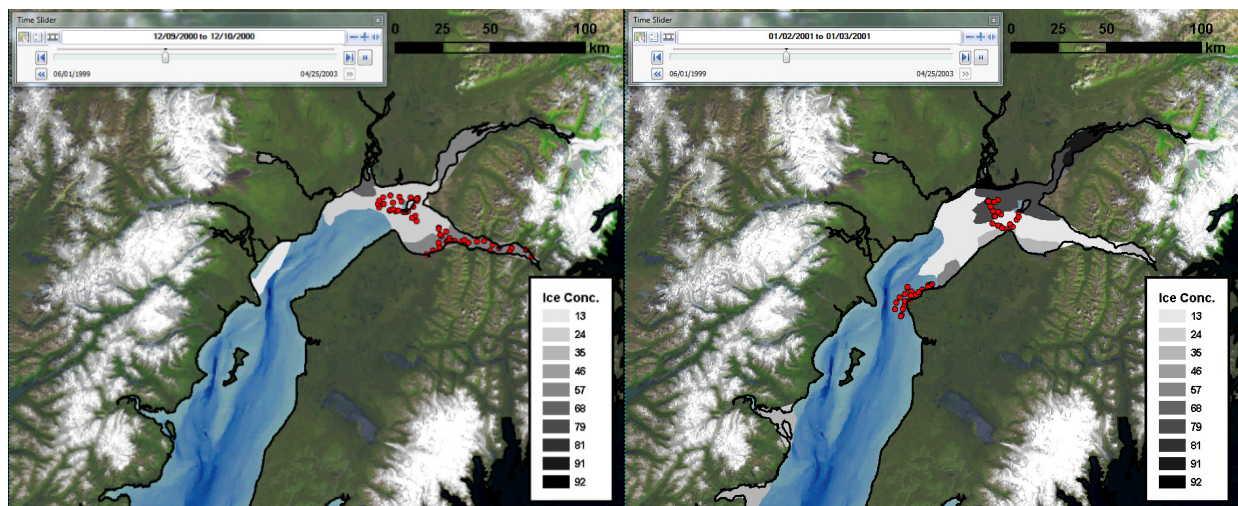 Time Slider
12/09/2000 to 12/10/2000
06/01/1999
04/25/2003
0 25 50 100
km
Ice Conc.
13
24
35
46
57
68
79
81
91
92
Time Slider
01/02/2001 to 01/03/2001
06/01/1999
04/25/2003
0 25 50 100
km
Ice Conc.
13
24
35
46
57
68
79
81
91
92